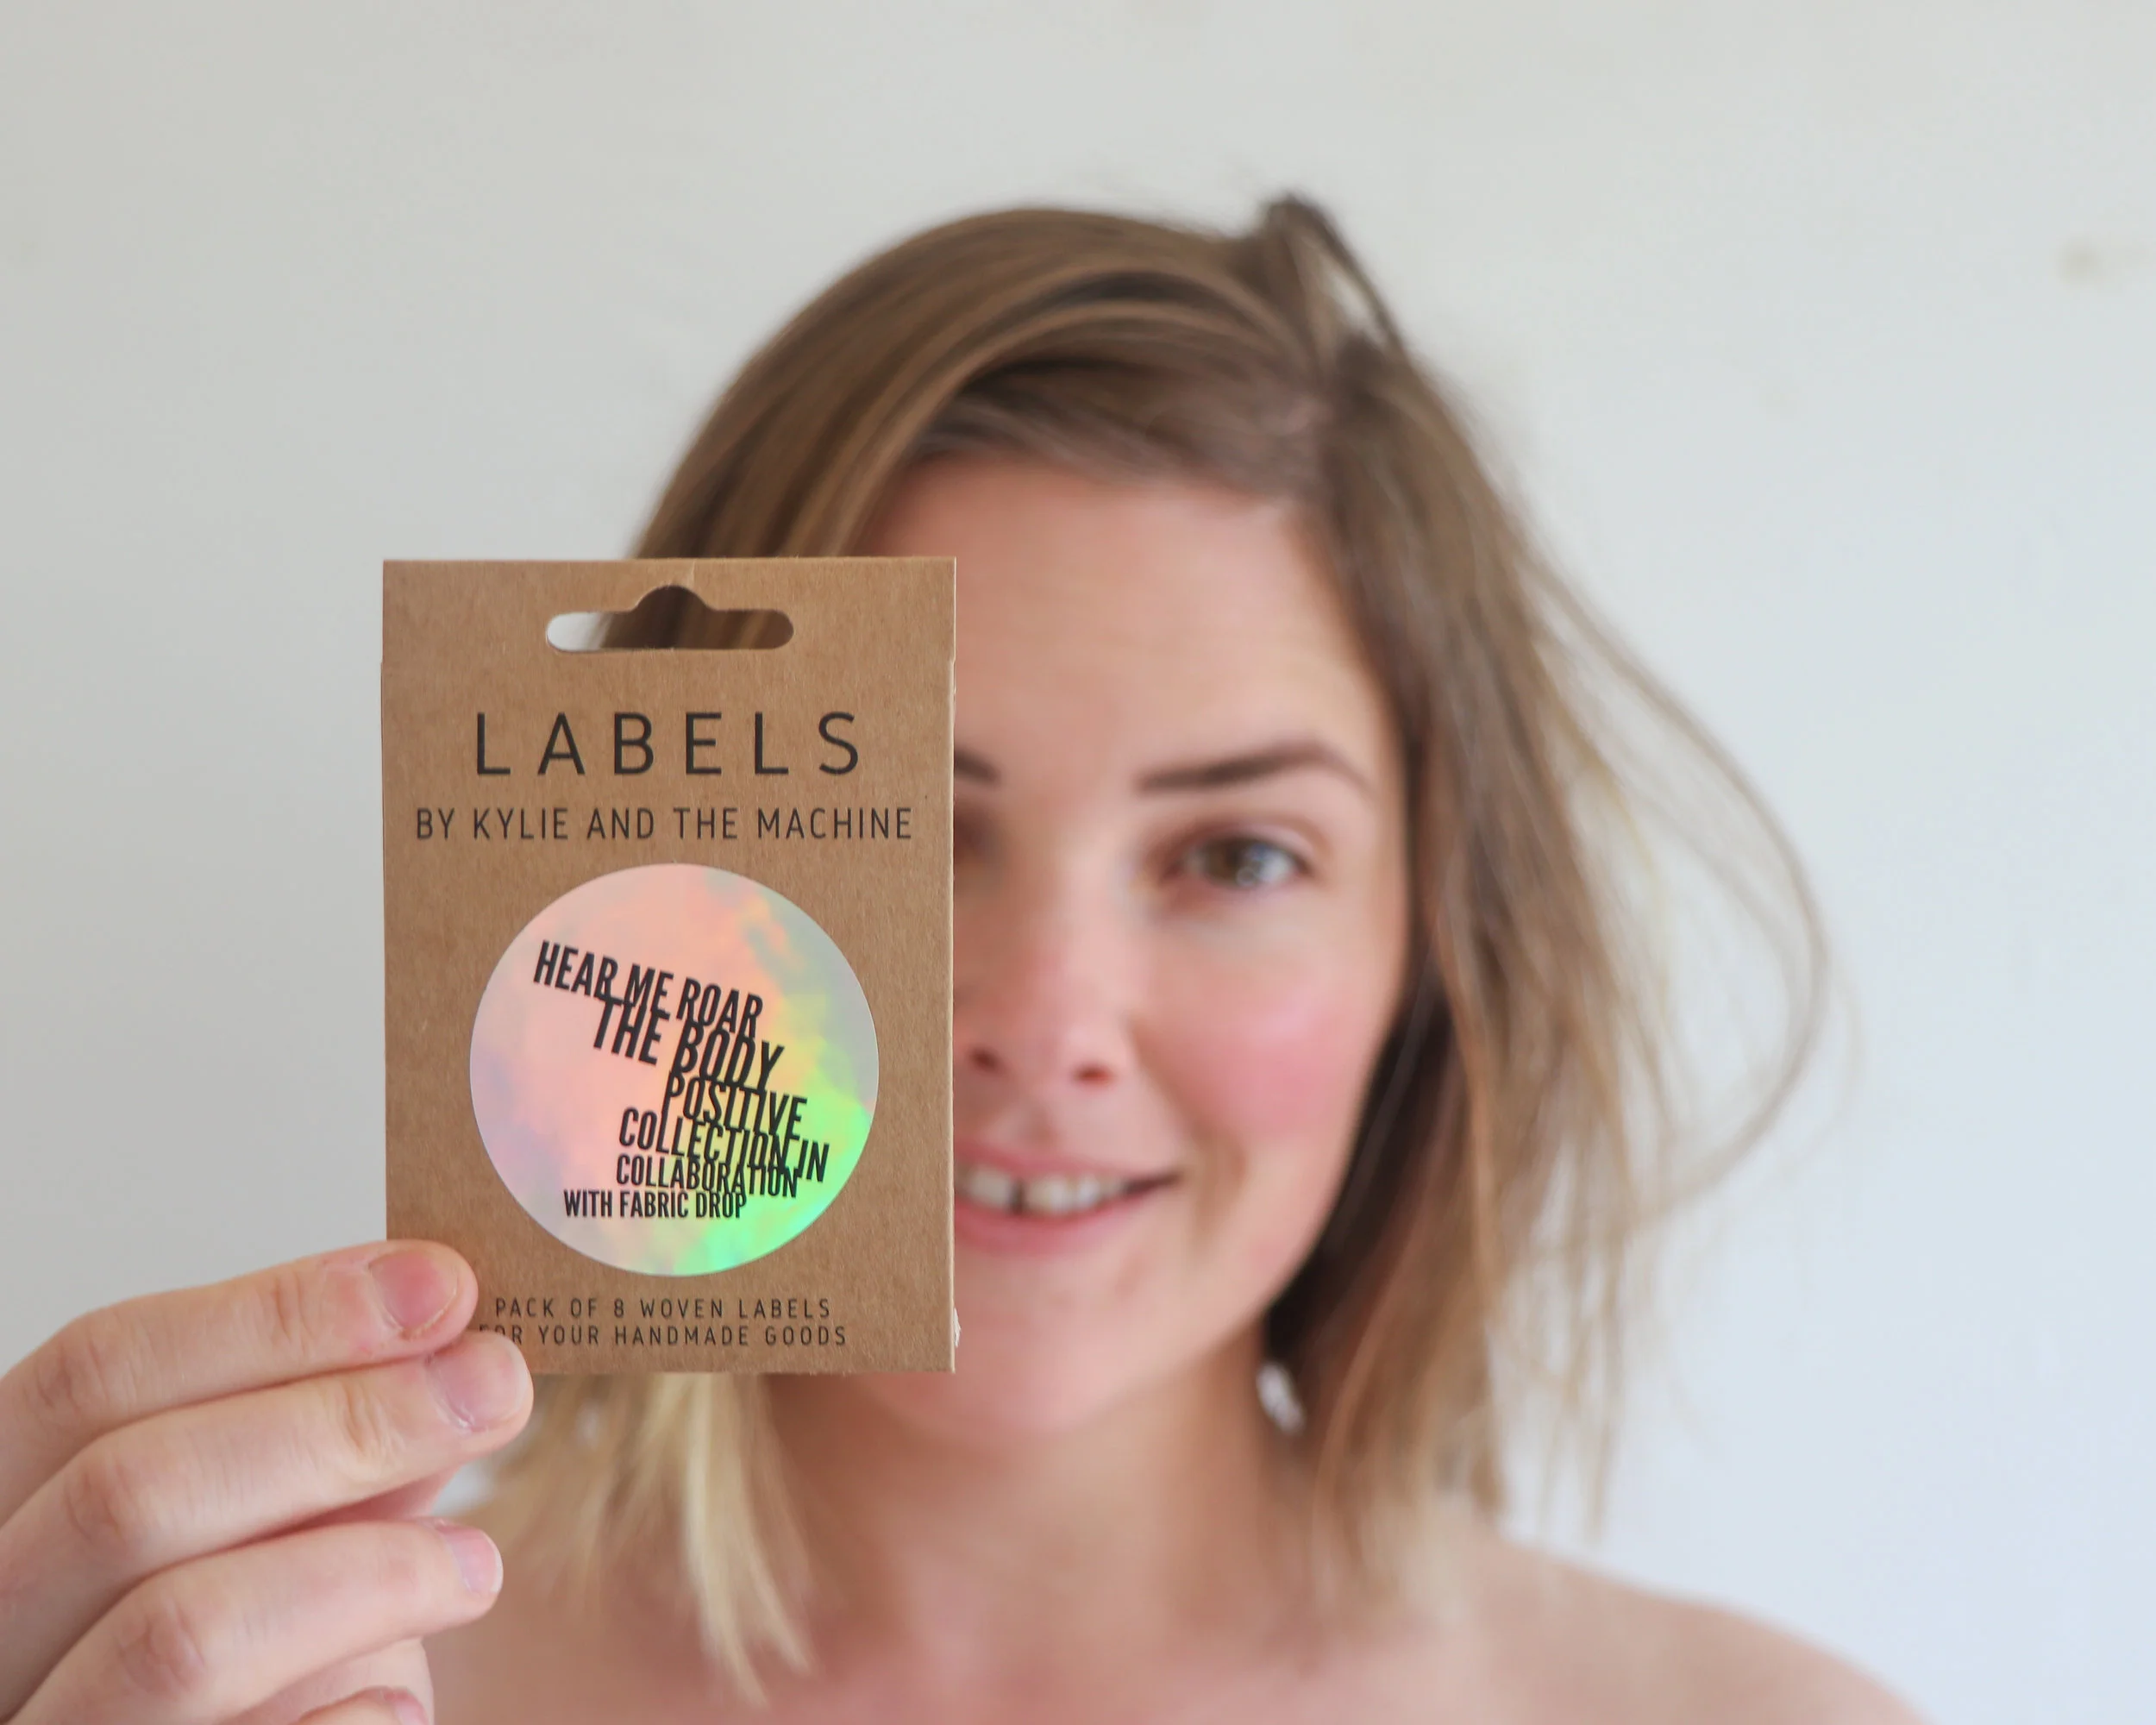 LABELS
BY KYLIE AND THE MACHINE
HEAR ME ROAR
THE BODY
POSITIVE
COLLECTION IN
COLLABORATION
WITH FABRIC DROP
PACK OF 8 WOVEN LABELS
FOR YOUR HANDMADE GOODS